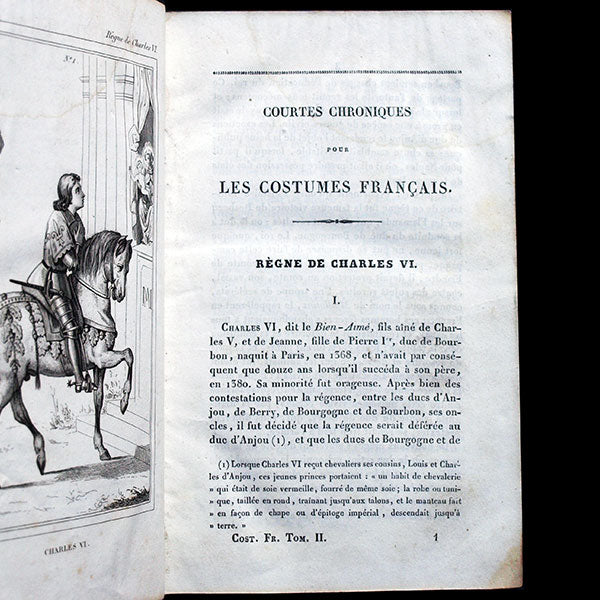 Règne de Charles VI
N° 1.
CHARLES VI.
COURTES CHRONIQUES
POUR
LES COSTUMES FRANÇAIS.
RÈGNE DE CHARLES VI.
I.
CHARLES VI, dit le Bien-Aimé, fils aîné de Char-
les V, et de Jeanne, fille de Pierre Ier, duc de Bour-
bon, naquit à Paris, en 1368, et n'avait par consé-
quent que douze ans lorsqu'il succéda à son père,
en 1380. Sa minorité fut orageuse. Après bien des
contestations pour la régence, entre les ducs d'An-
jou, de Berry, de Bourgogne et de Bourbon, ses on-
cles, il fut décidé que la régence serait déférée au
duc d'Anjou (1), et que les ducs de Bourgogne et de
(1) Lorsque Charles VI reçut chevaliers ses cousins, Louis et Char-
les d'Anjou, ces jeunes princes portaient : « un habit de chevalerie
» qui était de soie vermeille, fourré de même soie; la robe ou tuni-
» que, taillée en rond, traînant jusqu'aux talons, et le manteau fait
» en façon de chape ou d'épitoge impérial, descendait jusqu'à
» terre. »
COST. FR. TOM. II. 1